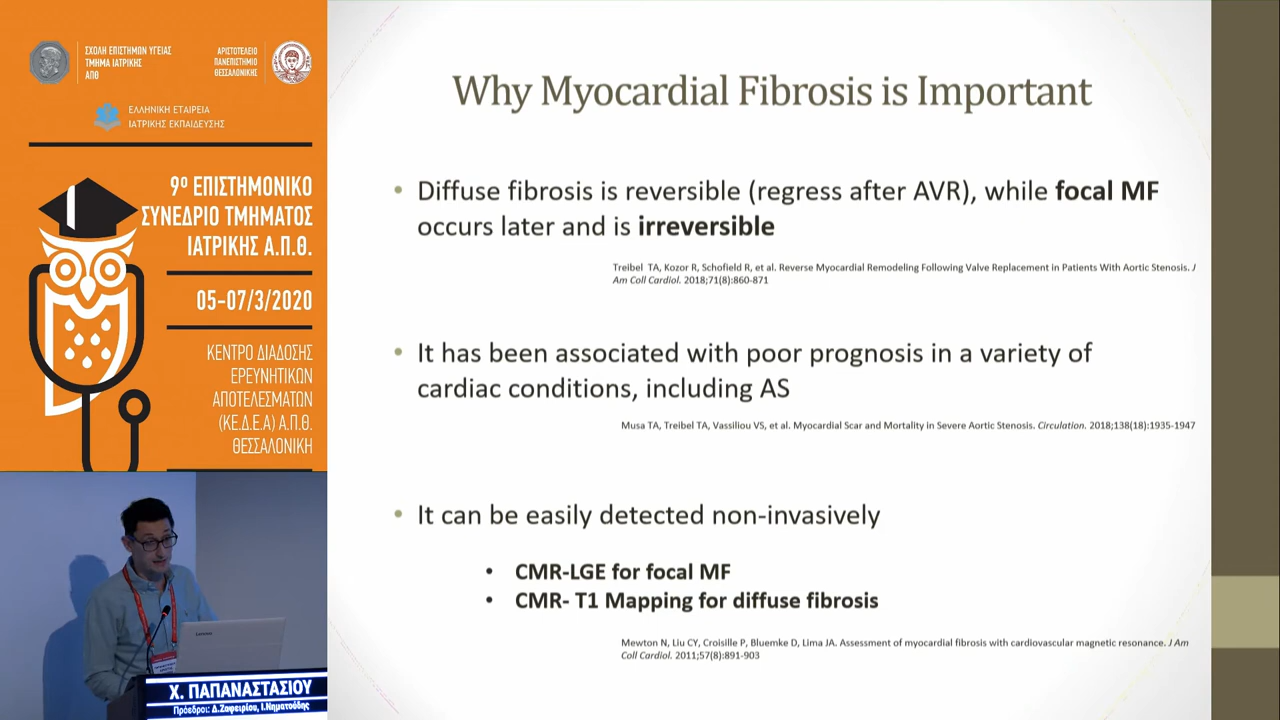 ΣΧΟΛΗ ΕΠΙΣΤΗΜΩΝ ΥΓΕΙΑΣ
ΤΜΗΜΑ ΙΑΤΡΙΚΗΣ
ΑΠΘ
ΑΡΙΣΤΟΤΕΛΕΙΟ
ΠΑΝΕΠΙΣΤΗΜΙΟ
ΘΕΣΣΑΛΟΝΙΚΗΣ
ΕΛΛΗΝΙΚΗ ΕΤΑΙΡΕΙΑ
ΙΑΤΡΙΚΗΣ ΕΚΠΑΙΔΕΥΣΗΣ
9º ΕΠΙΣΤΗΜΟΝΙΚΟ
ΣΥΝΕΔΡΙΟ ΤΜΗΜΑΤΟΣ
ΙΑΤΡΙΚΗΣ Α.Π.Θ.
05-07/3/2020
ΚΕΝΤΡΟ ΔΙΑΔΟΣΗΣ
ΕΡΕΥΝΗΤΙΚΩΝ
ΑΠΟΤΕΛΕΣΜΑΤΩΝ
(ΚΕ.Δ.Ε.Α) Α.Π.Θ.
ΘΕΣΣΑΛΟΝΙΚΗ
Lenovo
Χ. ΠΑΠΑΝΑΣΤΑΣΙΟΥ
Πρόεδροι: Δ.Ζαφειρίου, Ι.Νηματούδης
Why Myocardial Fibrosis is Important
• Diffuse fibrosis is reversible (regress after AVR), while focal MF
occurs later and is irreversible
Treibel TA, Kozor R, Schofield R, et al. Reverse Myocardial Remodeling Following Valve Replacement in Patients With Aortic Stenosis. J
Am Coll Cardiol. 2018;71(8):860-871
• It has been associated with poor prognosis in a variety of
cardiac conditions, including AS
Musa TA, Treibel TA, Vassiliou VS, et al. Myocardial Scar and Mortality in Severe Aortic Stenosis. Circulation. 2018;138(18):1935-1947
• It can be easily detected non-invasively
• CMR-LGE for focal MF
• CMR- T1 Mapping for diffuse fibrosis
Mewton N, Liu CY, Croisille P, Bluemke D, Lima JA. Assessment of myocardial fibrosis with cardiovascular magnetic resonance. J Am
Coll Cardiol. 2011;57(8):891-903